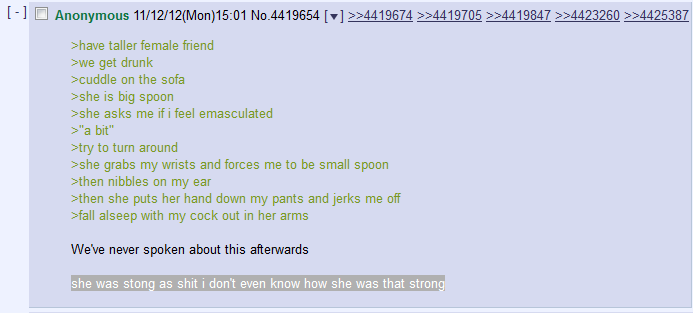 [ - ] Anonymous 11/12/12(Mon)15:01 No.4419654 [▼] >>4419674 >>4419705 >>4419847 >>4423260 >>4425387
>have taller female friend
>we get drunk
>cuddle on the sofa
>she is big spoon
>she asks me if i feel emasculated
>"a bit"
>try to turn around
>she grabs my wrists and forces me to be small spoon
>then nibbles on my ear
>then she puts her hand down my pants and jerks me off
>fall alseep with my cock out in her arms
We've never spoken about this afterwards
she was stong as shit i don't even know how she was that strong